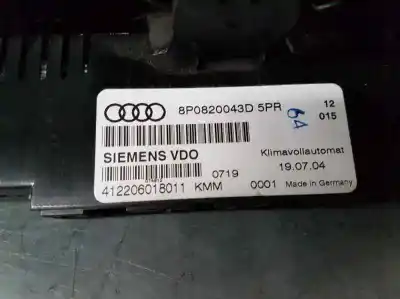 8P0820043D 5PR
64
12
015
SIEMENS VDO
Klimavollautomat
0719
19.07.04
412206018011 KMM
0001 Made in Germany